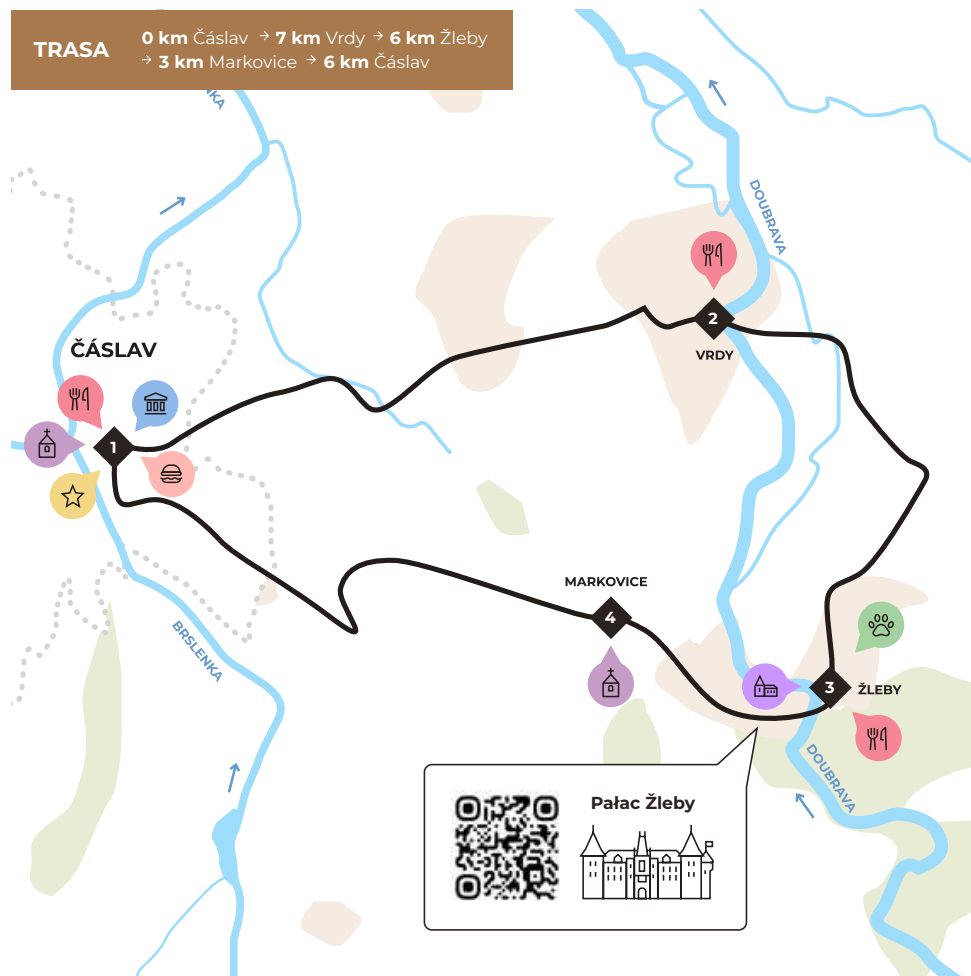 TRASA
0 km Čáslav → 7 km Vrdy → 6 km Žleby
→ 3 km Markovice → 6 km Čáslav
DOUBRAVA
2
VRDY
ČÁSLAV
1
MARKOVICE
4
BRSLENKA
3
ŽLEBY
DOUBRAVA
Pałac Žleby